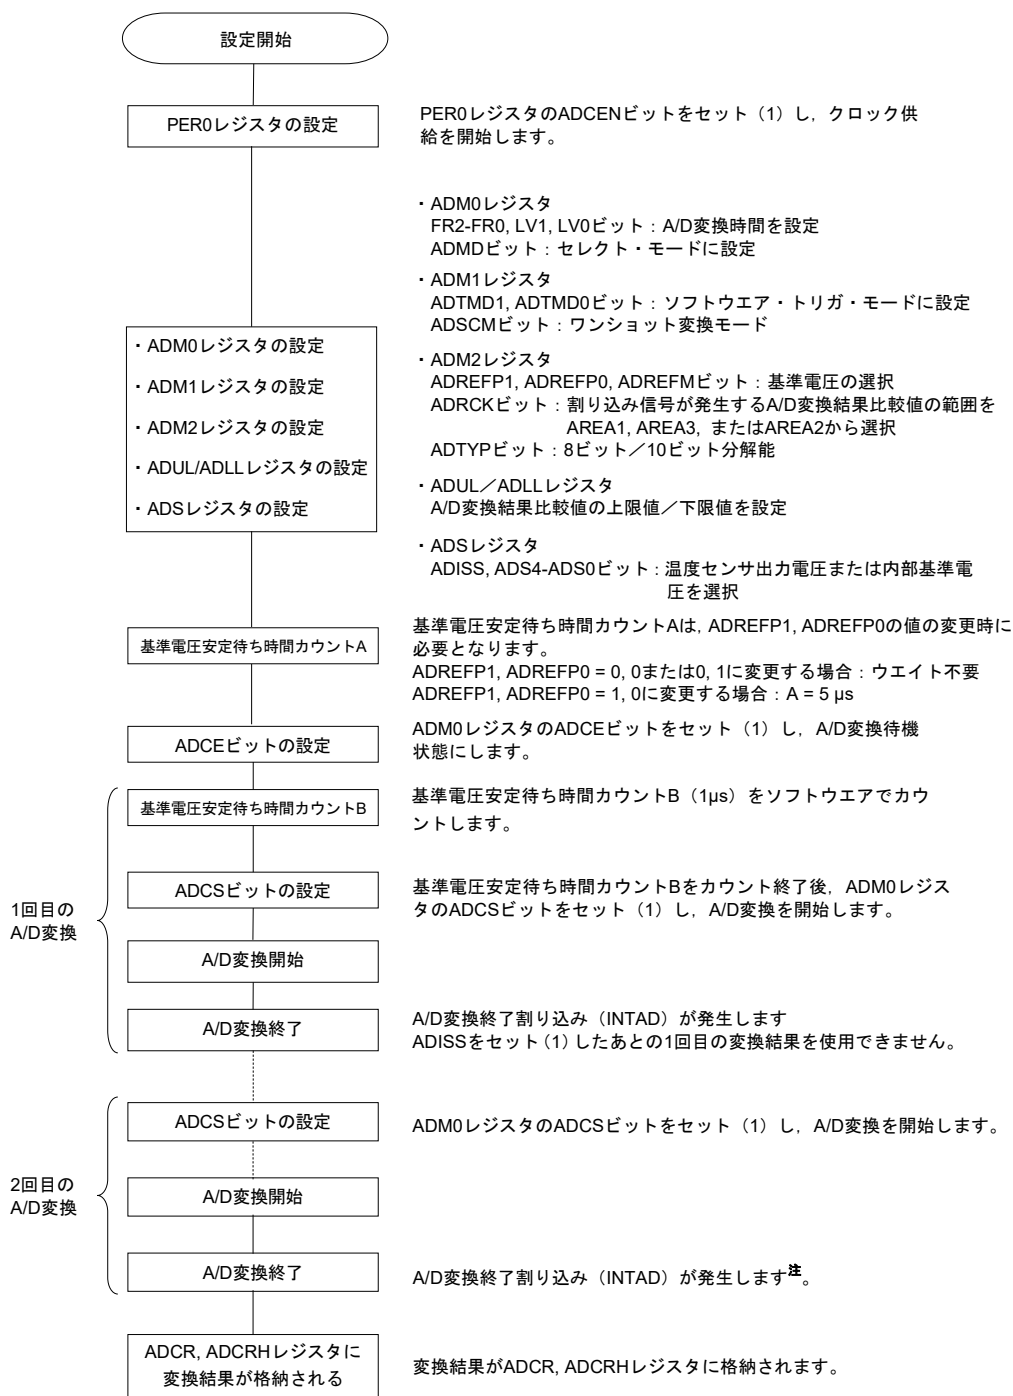 設定開始
PER0レジスタの設定
PER0レジスタのADCENビットをセット（1）し，クロック供
給を開始します。
・ADM0レジスタ
FR2-FR0, LV1, LV0ビット：A/D変換時間を設定
ADMDビット：セレクト・モードに設定
・ADM1レジスタ
ADTMD1, ADTMD0ビット：ソフトウエア・トリガ・モードに設定
ADSCMビット：ワンショット変換モード
・ADM2レジスタ
ADREFP1, ADREFP0, ADREFMビット：基準電圧の選択
ADRCKビット：割り込み信号が発生するA/D変換結果比較値の範囲を
AREA1, AREA3, またはAREA2から選択
ADTYPビット：8ビット／10ビット分解能
・ADUL／ADLLレジスタ
A/D変換結果比較値の上限値／下限値を設定
・ADSレジスタ
ADISS, ADS4-ADS0ビット：温度センサ出力電圧または内部基準電
圧を選択
・ADM0レジスタの設定
・ADM1レジスタの設定
・ADM2レジスタの設定
・ADUL/ADLLレジスタの設定
・ADSレジスタの設定
基準電圧安定待ち時間カウントA
基準電圧安定待ち時間カウントAは, ADREFP1, ADREFP0の値の変更時に
必要となります。
ADREFP1, ADREFP0 = 0, 0または0, 1に変更する場合：ウエイト不要
ADREFP1, ADREFP0 = 1, 0に変更する場合：A = 5 μs
ADCEビットの設定
ADM0レジスタのADCEビットをセット（1）し，A/D変換待機
状態にします。
1回目の
A/D変換
基準電圧安定待ち時間カウントB
基準電圧安定待ち時間カウントB（1μs）をソフトウエアでカウ
ントします。
ADCSビットの設定
基準電圧安定待ち時間カウントBをカウント終了後，ADM0レジス
タのADCSビットをセット（1）し，A/D変換を開始します。
A/D変換開始
A/D変換終了
A/D変換終了割り込み（INTAD）が発生します
ADISSをセット（1）したあとの1回目の変換結果を使用できません。
2回目の
A/D変換
ADCSビットの設定
ADM0レジスタのADCSビットをセット（1）し，A/D変換を開始します。
A/D変換開始
A/D変換終了
A/D変換終了割り込み（INTAD）が発生します注。
ADCR, ADCRHレジスタに
変換結果が格納される
変換結果がADCR, ADCRHレジスタに格納されます。